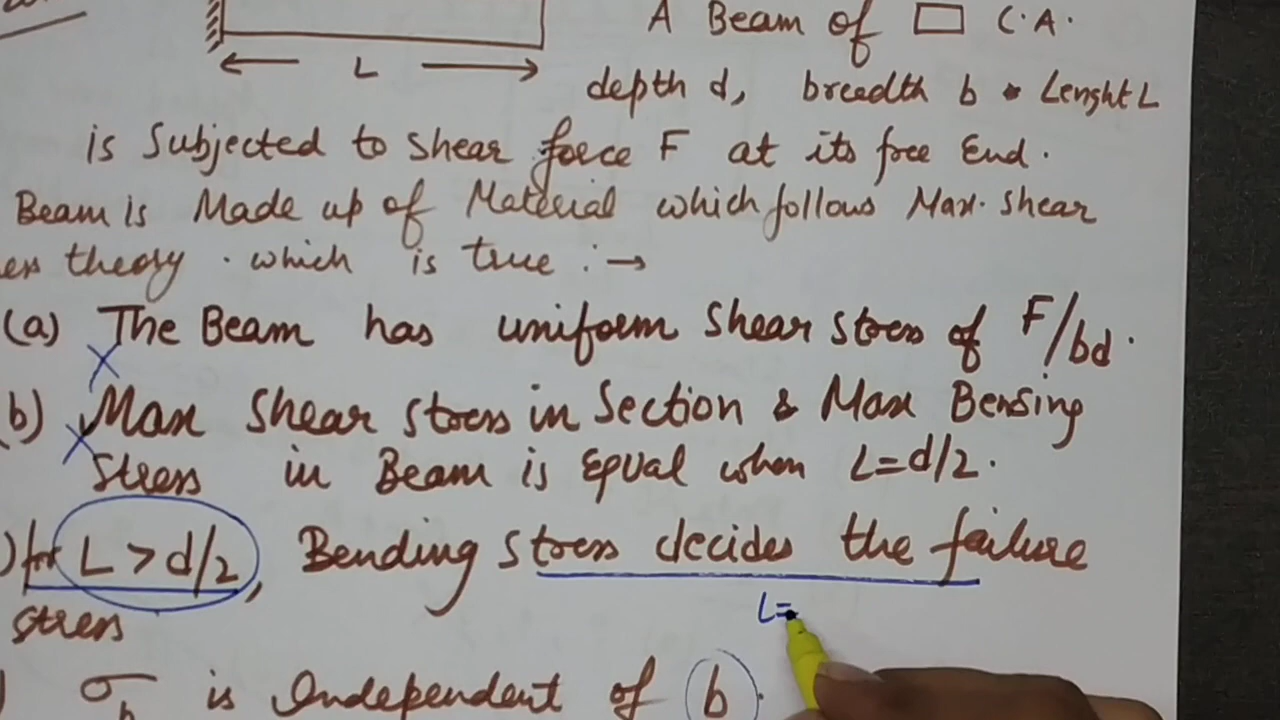 A Beam of □ C.A.
L
depth d, breadth b & Lenght L
is Subjected to Shear force F at its free End.
Beam is Made up of Material which follows Max. shear
theory. which is true :→
(a) The Beam has uniform Shear Stress of F/bd.
b) Max Shear Stress in Section & Max Bensing
Stress in Beam is Equal when L=d/2.
) for L > d/2, Bending Stress decides the failure
L=
stress
σb is Independent of b.